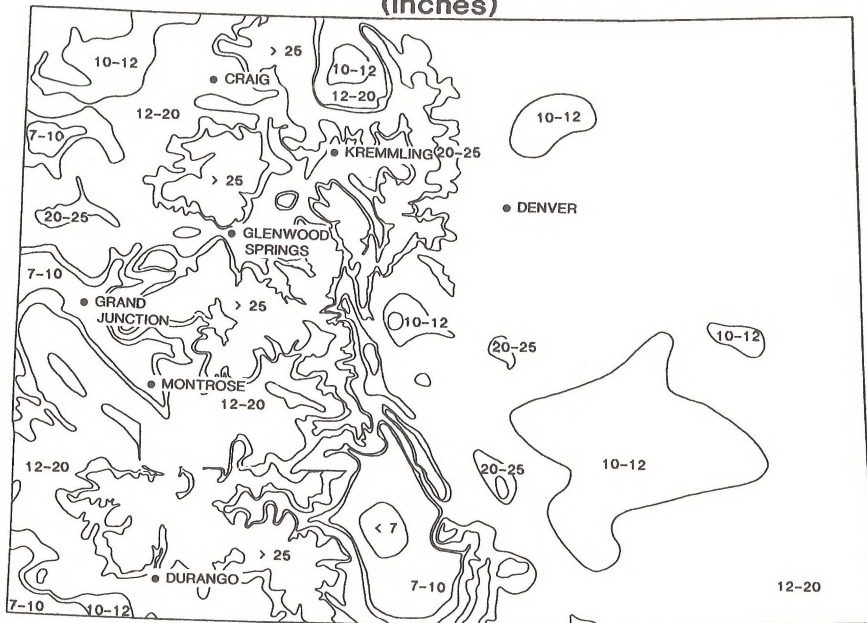 (inches)
> 25
10-12
10-12
CRAIG
12-20
10-12
12-20
7-10
KREMMLING
20-25
> 25
DENVER
20-25
GLENWOOD
SPRINGS
7-10
GRAND
JUNCTION
> 25
10-12
10-12
20-25
MONTROSE
12-20
12-20
20-25
10-12
< 7
> 25
DURANGO
7-10
12-20
7-10
10-12